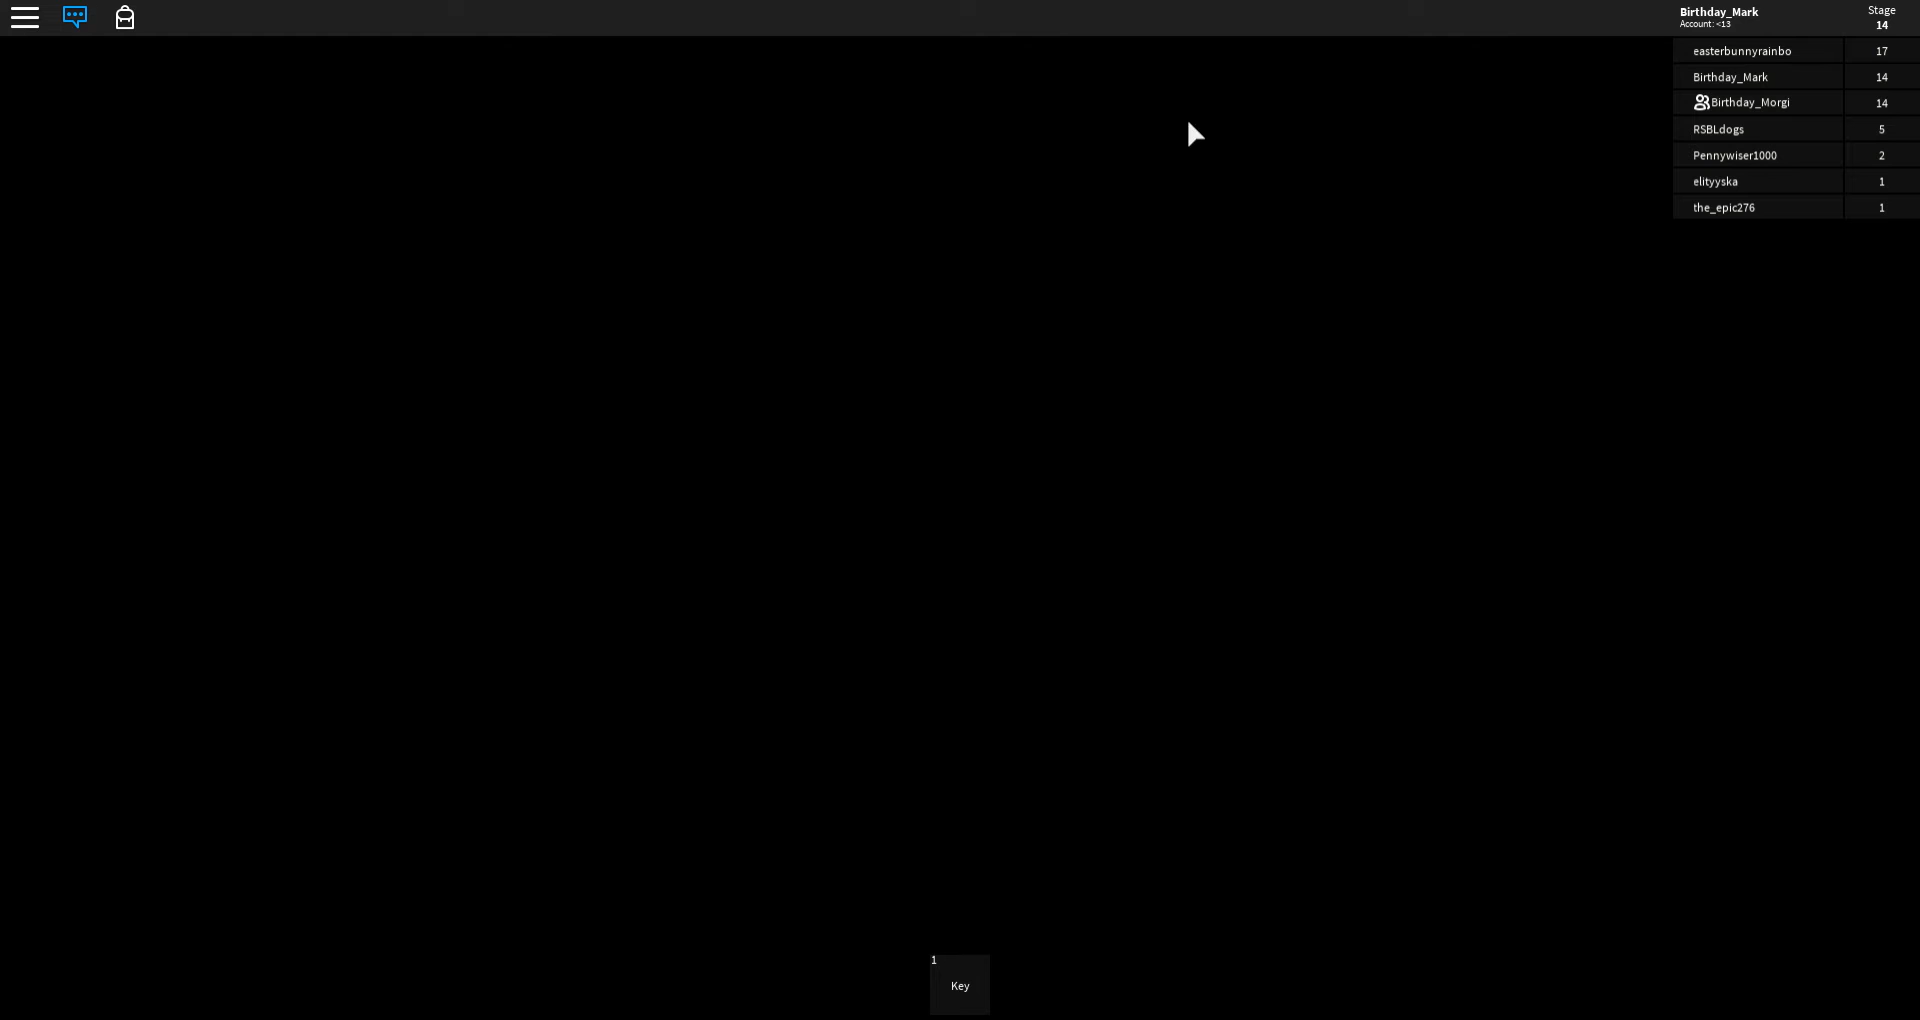 Birthday_Mark Stage
Account: <13 14
easterbunnyrainbo 17
Birthday_Mark 14
Birthday_Morgi 14
RSBLdogs 5
Pennywiser1000 2
elityyska 1
the_epic276 1
1
Key